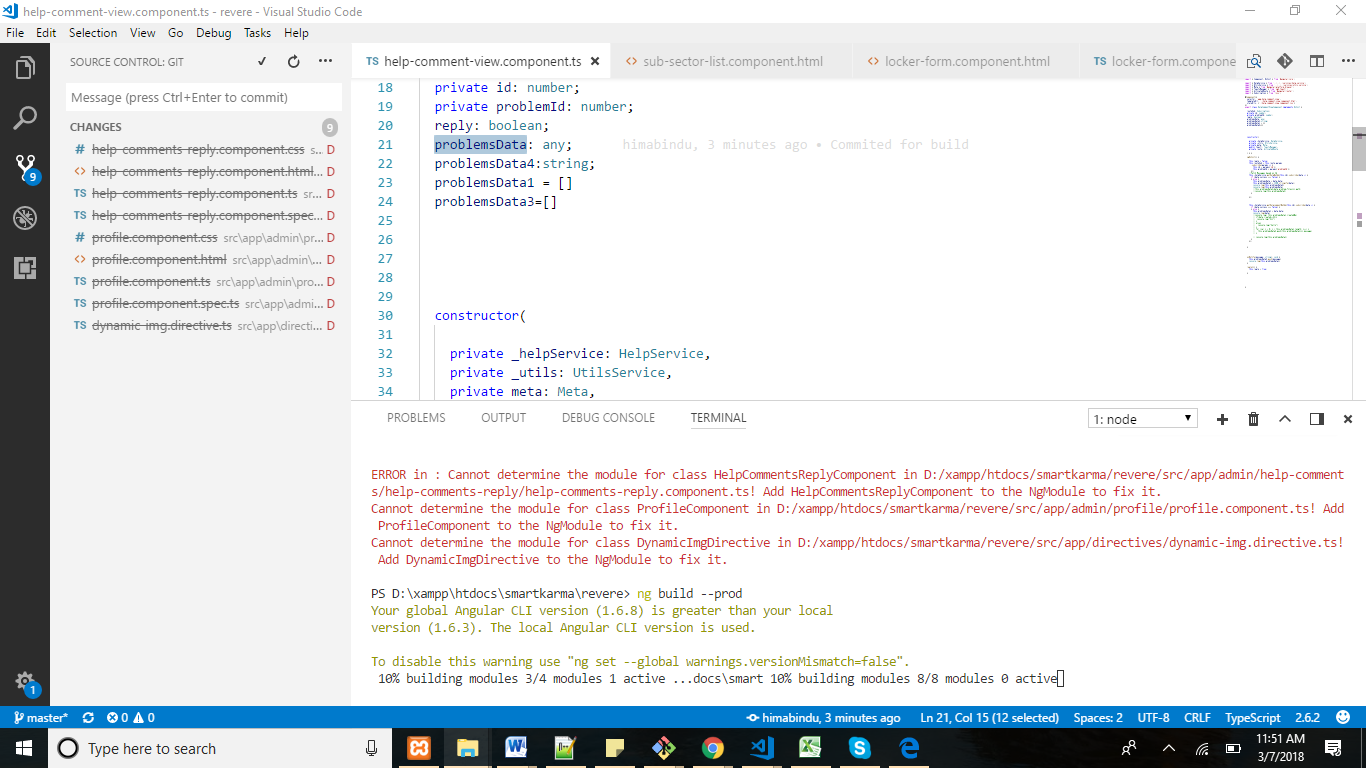 help-comment-view.component.ts - revere - Visual Studio Code
File Edit Selection View Go Debug Tasks Help
SOURCE CONTROL: GIT
Message (press Ctrl+Enter to commit)
CHANGES 9
# help-comments-reply.component.css s... D
<> help-comments-reply.component.html... D
TS help-comments-reply.component.ts src... D
TS help-comments-reply.component.spec... D
# profile.component.css src\app\admin\pr... D
<> profile.component.html src\app\admin\... D
TS profile.component.ts src\app\admin\pro... D
TS profile.component.spec.ts src\app\admi... D
TS dynamic-img.directive.ts src\app\directi... D
9
1
TS help-comment-view.component.ts
<> sub-sector-list.component.html
<> locker-form.component.html
TS locker-form.compone
18 private id: number;
19 private problemId: number;
20 reply: boolean;
21 problemsData: any; himabindu, 3 minutes ago • Commited for build
22 problemsData4:string;
23 problemsData1 = []
24 problemsData3=[]
25
26
27
28
29
30 constructor(
31
32 private _helpService: HelpService,
33 private _utils: UtilsService,
34 private meta: Meta,
PROBLEMS OUTPUT DEBUG CONSOLE TERMINAL
1: node
ERROR in : Cannot determine the module for class HelpCommentsReplyComponent in D:/xampp/htdocs/smartkarma/revere/src/app/admin/help-comment
s/help-comments-reply/help-comments-reply.component.ts! Add HelpCommentsReplyComponent to the NgModule to fix it.
Cannot determine the module for class ProfileComponent in D:/xampp/htdocs/smartkarma/revere/src/app/admin/profile/profile.component.ts! Add
ProfileComponent to the NgModule to fix it.
Cannot determine the module for class DynamicImgDirective in D:/xampp/htdocs/smartkarma/revere/src/app/directives/dynamic-img.directive.ts!
Add DynamicImgDirective to the NgModule to fix it.
PS D:\xampp\htdocs\smartkarma\revere> ng build --prod
Your global Angular CLI version (1.6.8) is greater than your local
version (1.6.3). The local Angular CLI version is used.
To disable this warning use "ng set --global warnings.versionMismatch=false".
10% building modules 3/4 modules 1 active ...docs\smart 10% building modules 8/8 modules 0 active
master* 0 0 himabindu, 3 minutes ago Ln 21, Col 15 (12 selected) Spaces: 2 UTF-8 CRLF TypeScript 2.6.2
Type here to search
11:51 AM
3/7/2018